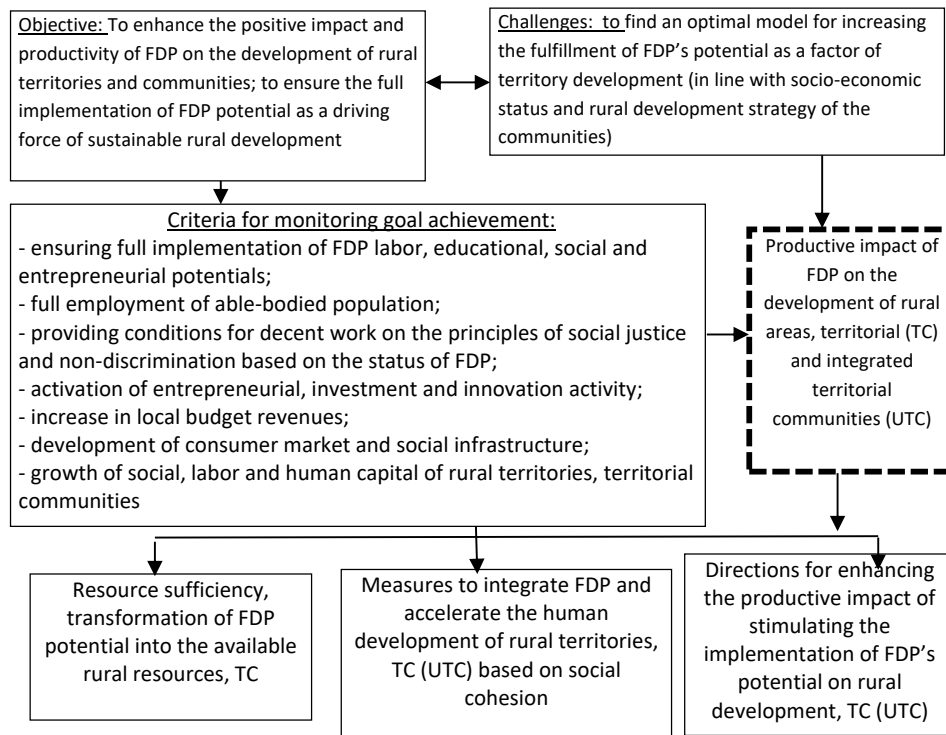 Objective: To enhance the positive impact and
productivity of FDP on the development of rural
territories and communities; to ensure the full
implementation of FDP potential as a driving
force of sustainable rural development
Challenges: to find an optimal model for increasing
the fulfillment of FDP’s potential as a factor of
territory development (in line with socio-economic
status and rural development strategy of the
communities)
Criteria for monitoring goal achievement:
- ensuring full implementation of FDP labor, educational, social and
entrepreneurial potentials;
- full employment of able-bodied population;
- providing conditions for decent work on the principles of social justice
and non-discrimination based on the status of FDP;
- activation of entrepreneurial, investment and innovation activity;
- increase in local budget revenues;
- development of consumer market and social infrastructure;
- growth of social, labor and human capital of rural territories, territorial
communities
Productive impact of
FDP on the
development of rural
areas, territorial (TC)
and integrated
territorial
communities (UTC)
Resource sufficiency,
transformation of FDP
potential into the available
rural resources, TC
Measures to integrate FDP and
accelerate the human
development of rural territories,
TC (UTC) based on social
cohesion
Directions for enhancing
the productive impact of
stimulating the
implementation of FDP’s
potential on rural
development, TC (UTC)